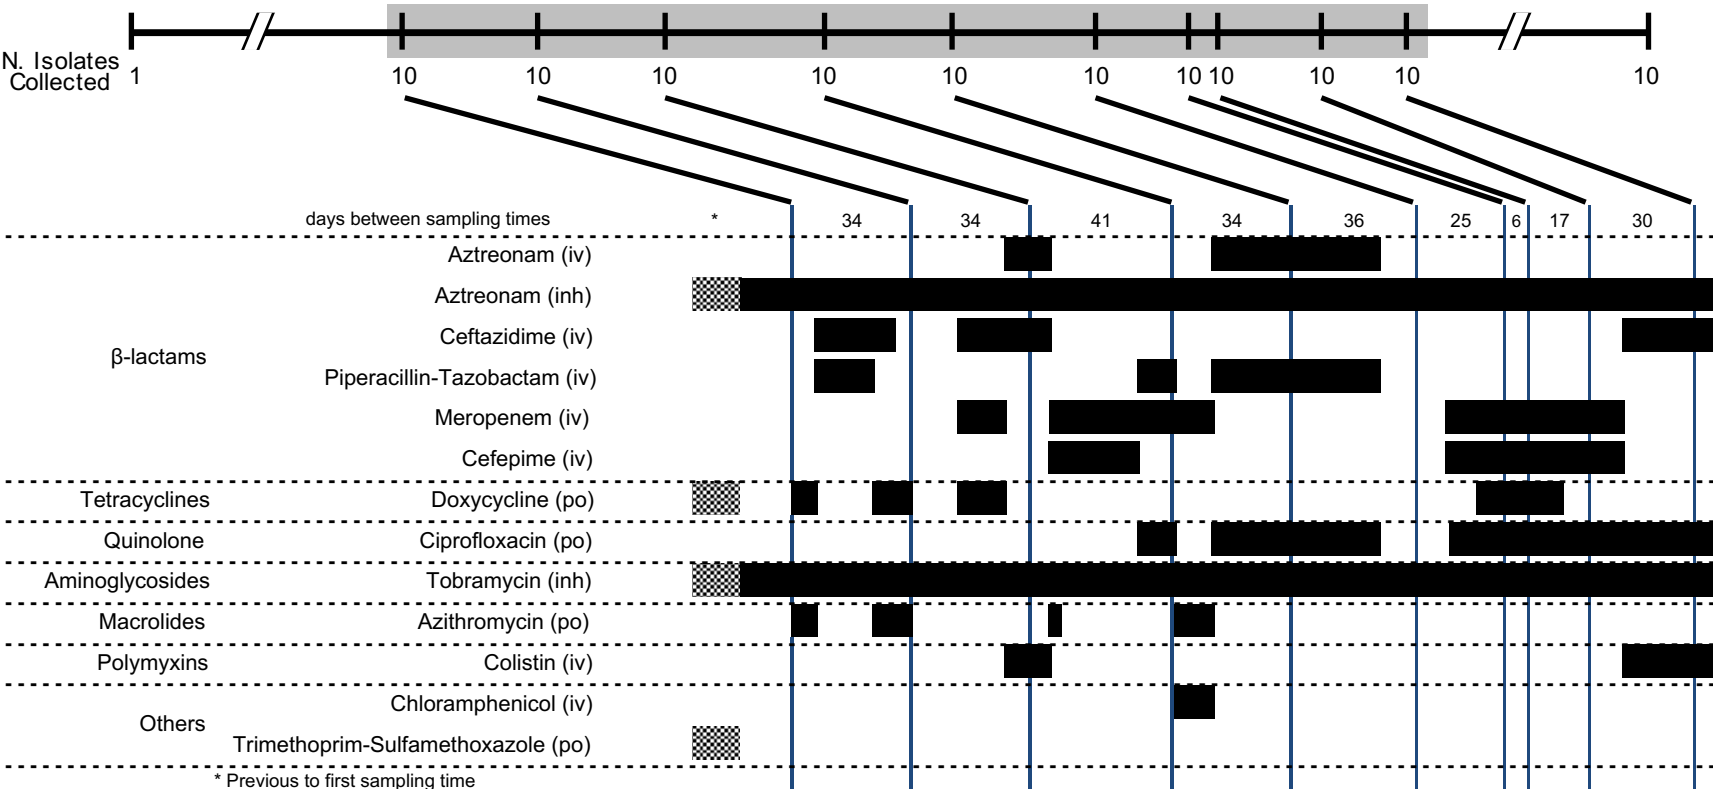 N. Isolates
Collected
1 10 10 10 10 10 10 10 10 10 10 10
days between sampling times * 34 34 41 34 36 25 6 17 30
Aztreonam (iv)
Aztreonam (inh)
Ceftazidime (iv)
β-lactams
Piperacillin-Tazobactam (iv)
Meropenem (iv)
Cefepime (iv)
Tetracyclines Doxycycline (po)
Quinolone Ciprofloxacin (po)
Aminoglycosides Tobramycin (inh)
Macrolides Azithromycin (po)
Polymyxins Colistin (iv)
Chloramphenicol (iv)
Others
Trimethoprim-Sulfamethoxazole (po)
* Previous to first sampling time